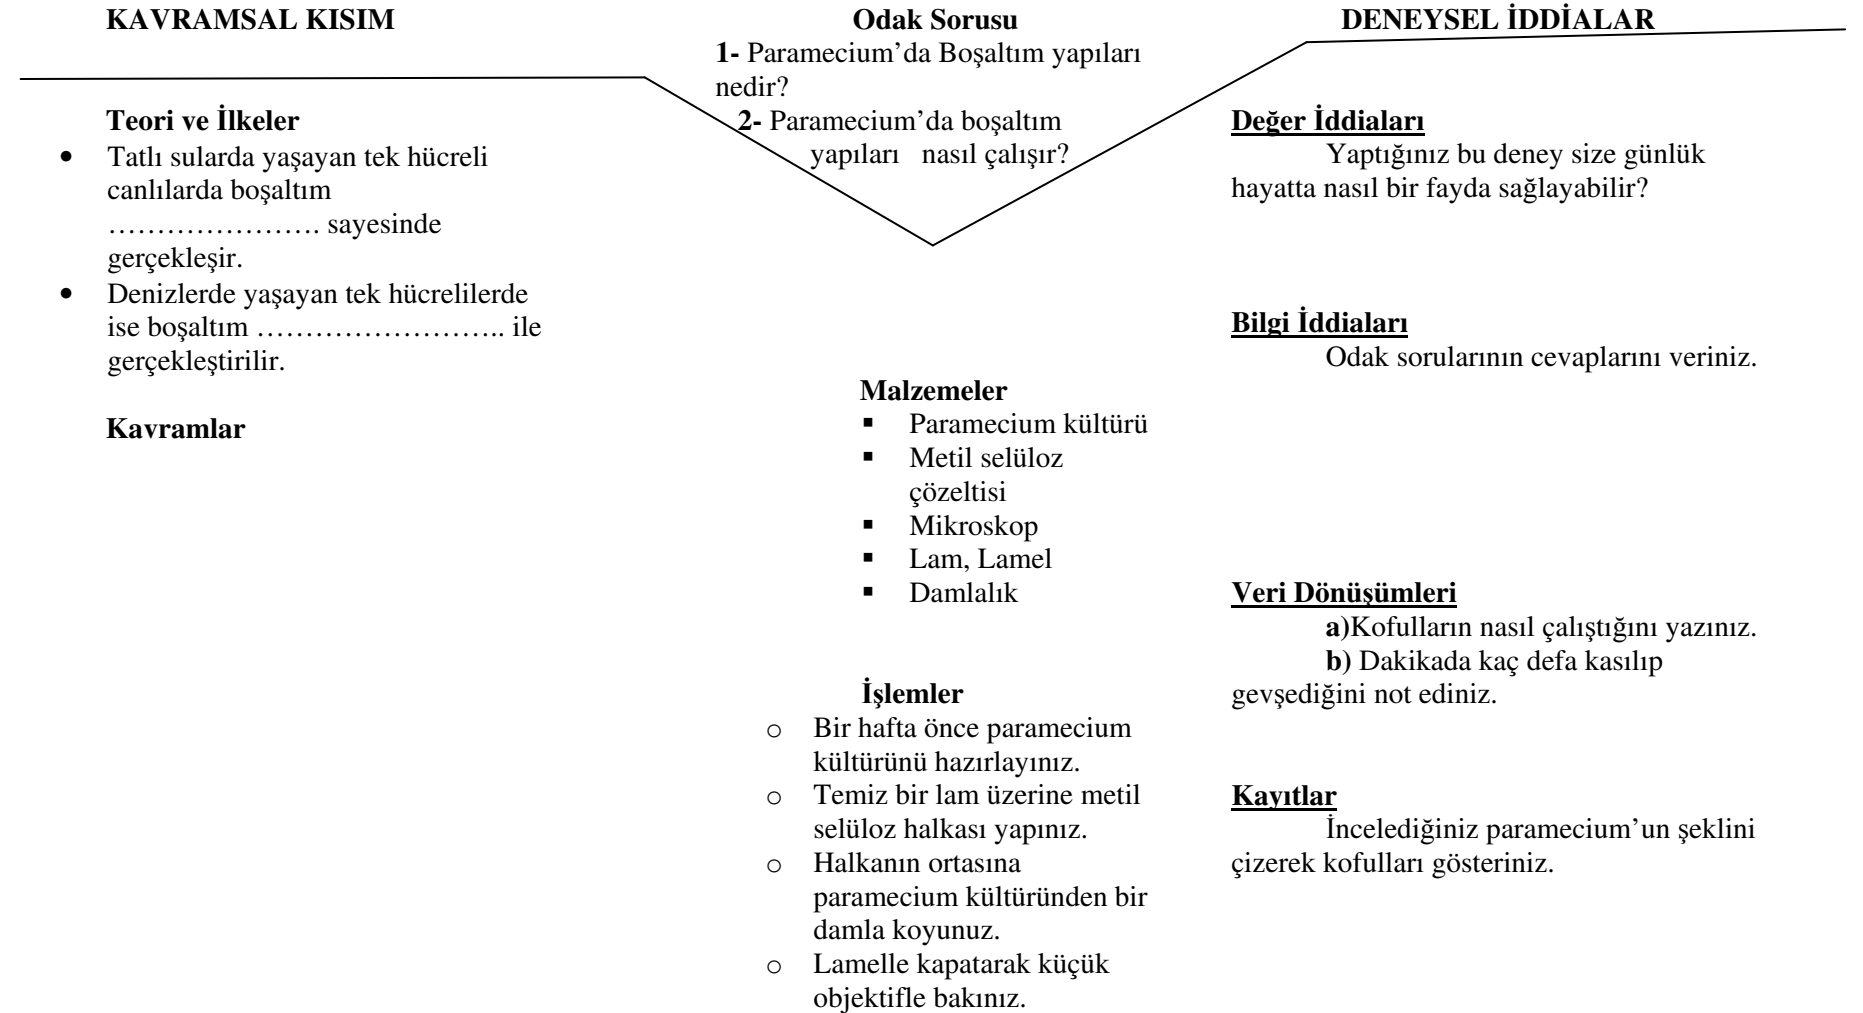 KAVRAMSAL KISIM
Teori ve İlkeler
• Tatlı sularda yaşayan tek hücreli
canlılarda boşaltım
…………………. sayesinde
gerçekleşir.
• Denizlerde yaşayan tek hücrelilerde
ise boşaltım …………………….. ile
gerçekleştirilir.
Kavramlar
Odak Sorusu
1- Paramecium’da Boşaltım yapıları
nedir?
2- Paramecium’da boşaltım
yapıları nasıl çalışır?
Malzemeler
▪ Paramecium kültürü
▪ Metil selüloz
çözeltisi
▪ Mikroskop
▪ Lam, Lamel
▪ Damlalık
İşlemler
o Bir hafta önce paramecium
kültürünü hazırlayınız.
o Temiz bir lam üzerine metil
selüloz halkası yapınız.
o Halkanın ortasına
paramecium kültüründen bir
damla koyunuz.
o Lamelle kapatarak küçük
objektifle bakınız.
DENEYSEL İDDİALAR
Değer İddiaları
Yaptığınız bu deney size günlük
hayatta nasıl bir fayda sağlayabilir?
Bilgi İddiaları
Odak sorularının cevaplarını veriniz.
Veri Dönüşümleri
a)Kofulların nasıl çalıştığını yazınız.
b) Dakikada kaç defa kasılıp
gevşediğini not ediniz.
Kayıtlar
İncelediğiniz paramecium’un şeklini
çizerek kofulları gösteriniz.